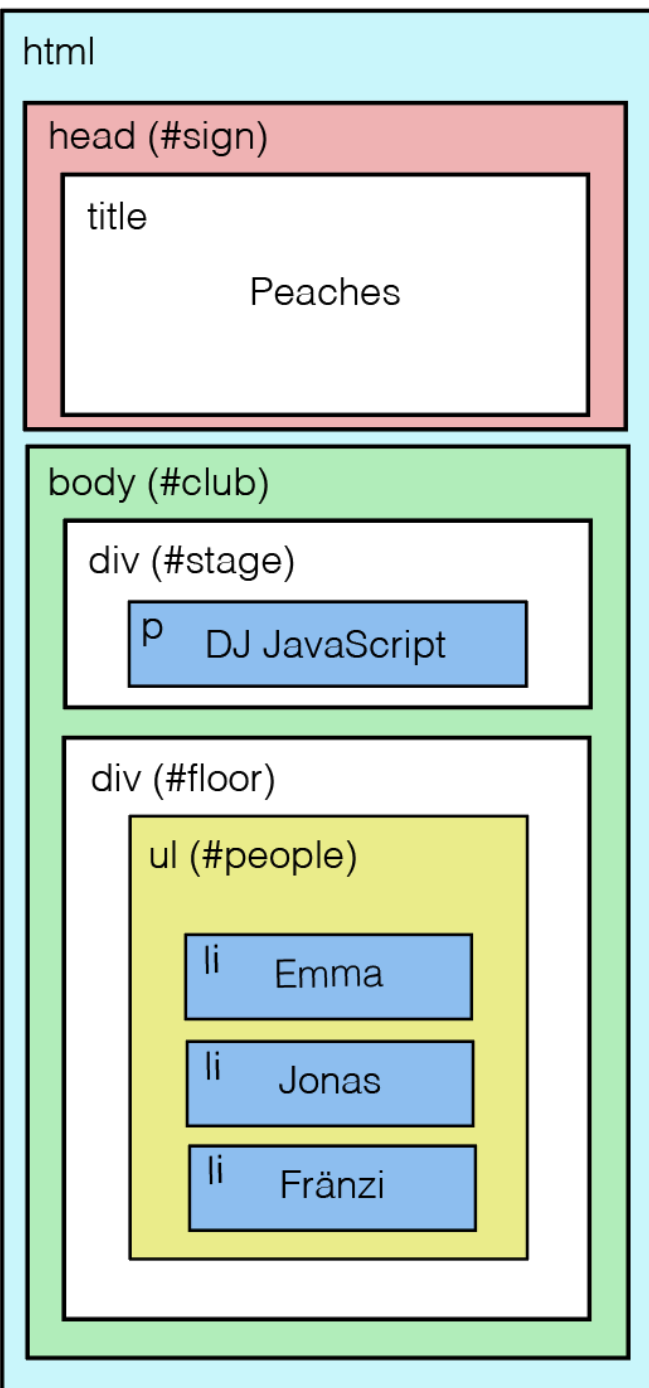 html
head (#sign)
title
Peaches
body (#club)
div (#stage)
p DJ JavaScript
div (#floor)
ul (#people)
li Emma
li Jonas
li Fränzi